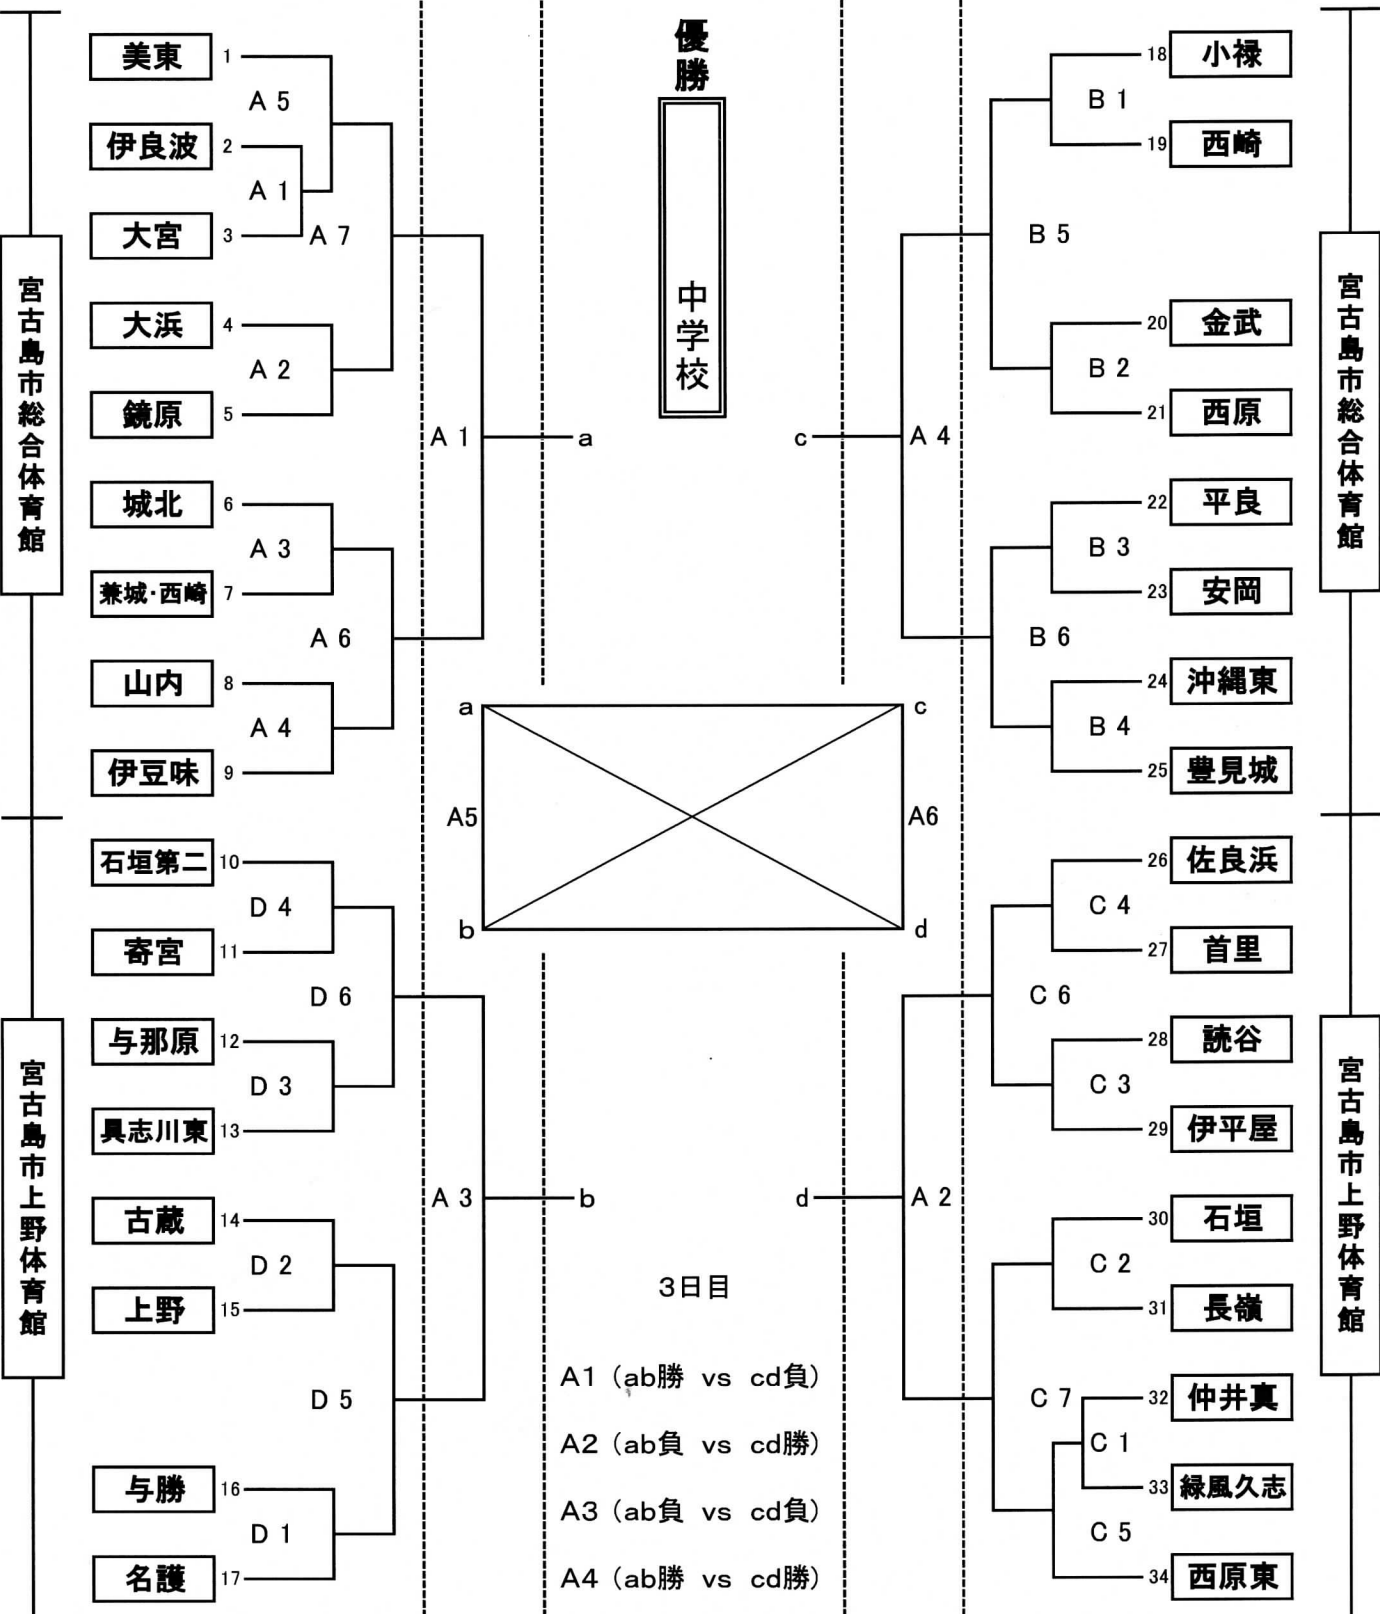 優勝
中学校
宮古島市総合体育館
美東 1
A 5
伊良波 2
A 1
大宮 3
A 7
大浜 4
A 2
鏡原 5
A 1
a
城北 6
A 3
兼城・西崎 7
A 6
山内 8
A 4
伊豆味 9
宮古島市上野体育館
石垣第二 10
D 4
寄宮 11
D 6
与那原 12
D 3
具志川東 13
A 3
b
古蔵 14
D 2
上野 15
D 5
与勝 16
D 1
名護 17
a
c
A5
A6
b
d
3日目
A1 (ab勝 vs cd負)
A2 (ab負 vs cd勝)
A3 (ab負 vs cd負)
A4 (ab勝 vs cd勝)
宮古島市総合体育館
18 小禄
B 1
19 西崎
B 5
20 金武
B 2
21 西原
c
A 4
22 平良
B 3
23 安岡
B 6
24 沖縄東
B 4
25 豊見城
宮古島市上野体育館
26 佐良浜
C 4
27 首里
C 6
28 読谷
C 3
29 伊平屋
d
A 2
30 石垣
C 2
31 長嶺
C 7
32 仲井真
C 1
33 緑風久志
C 5
34 西原東